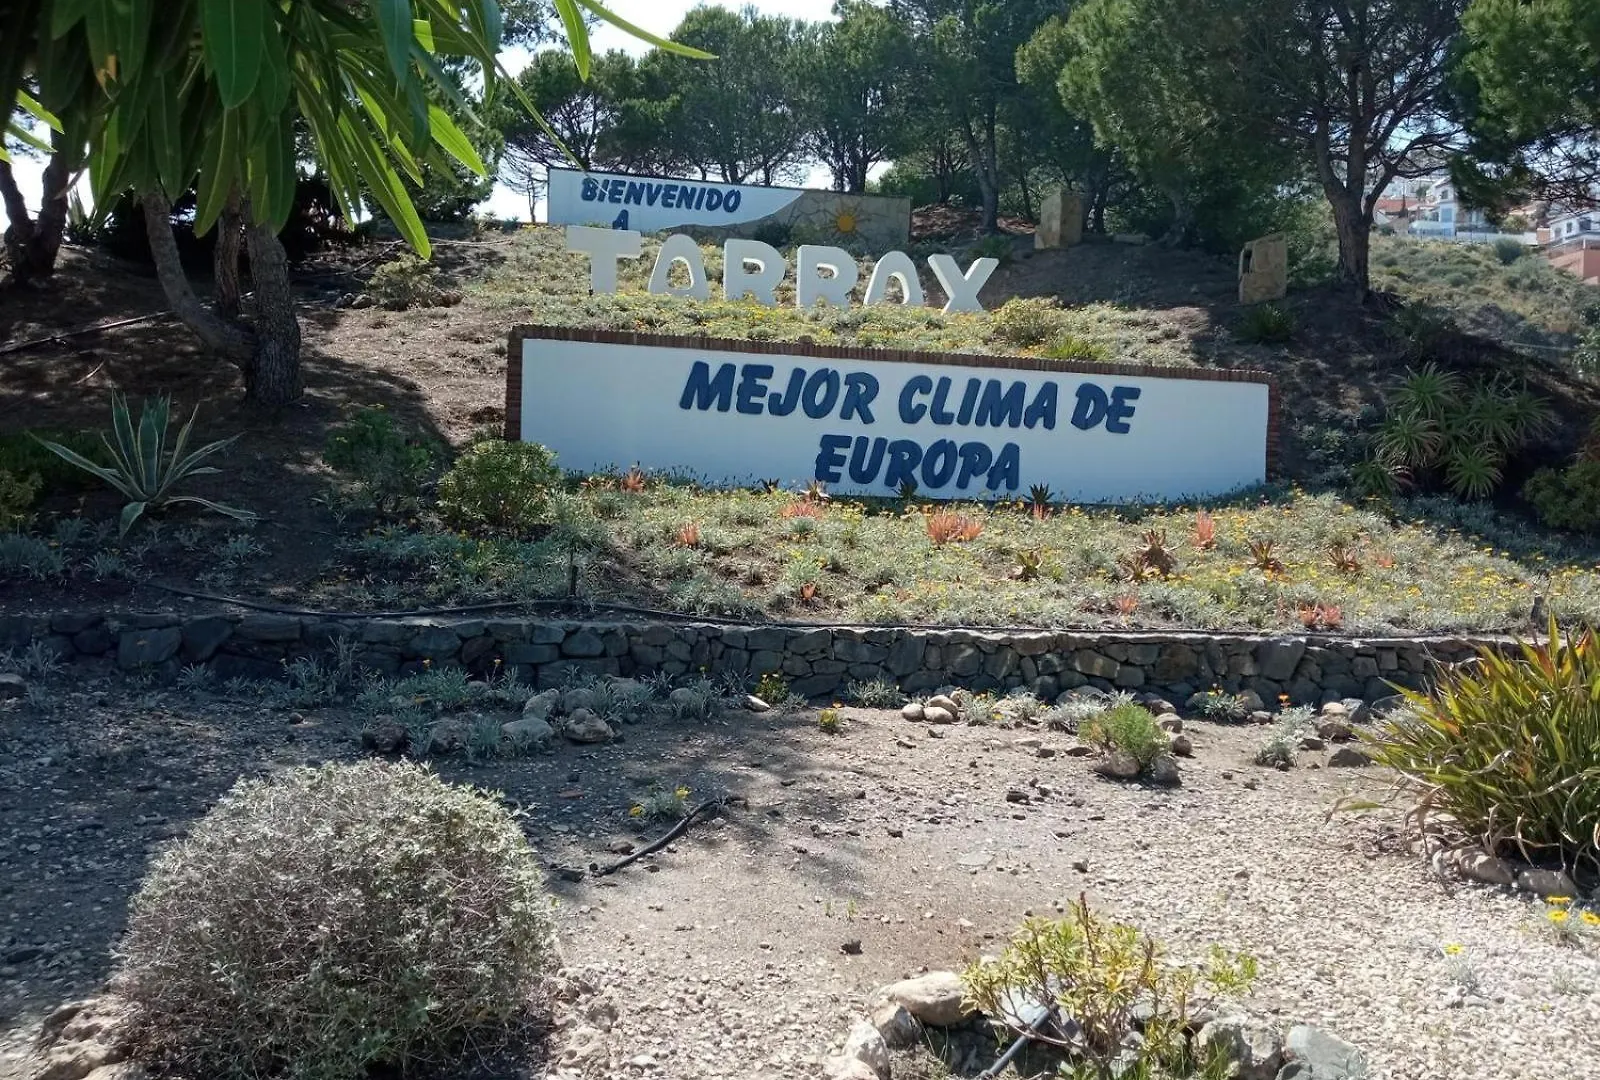 BIENVENIDO
A
TORROX
MEJOR CLIMA DE
EUROPA